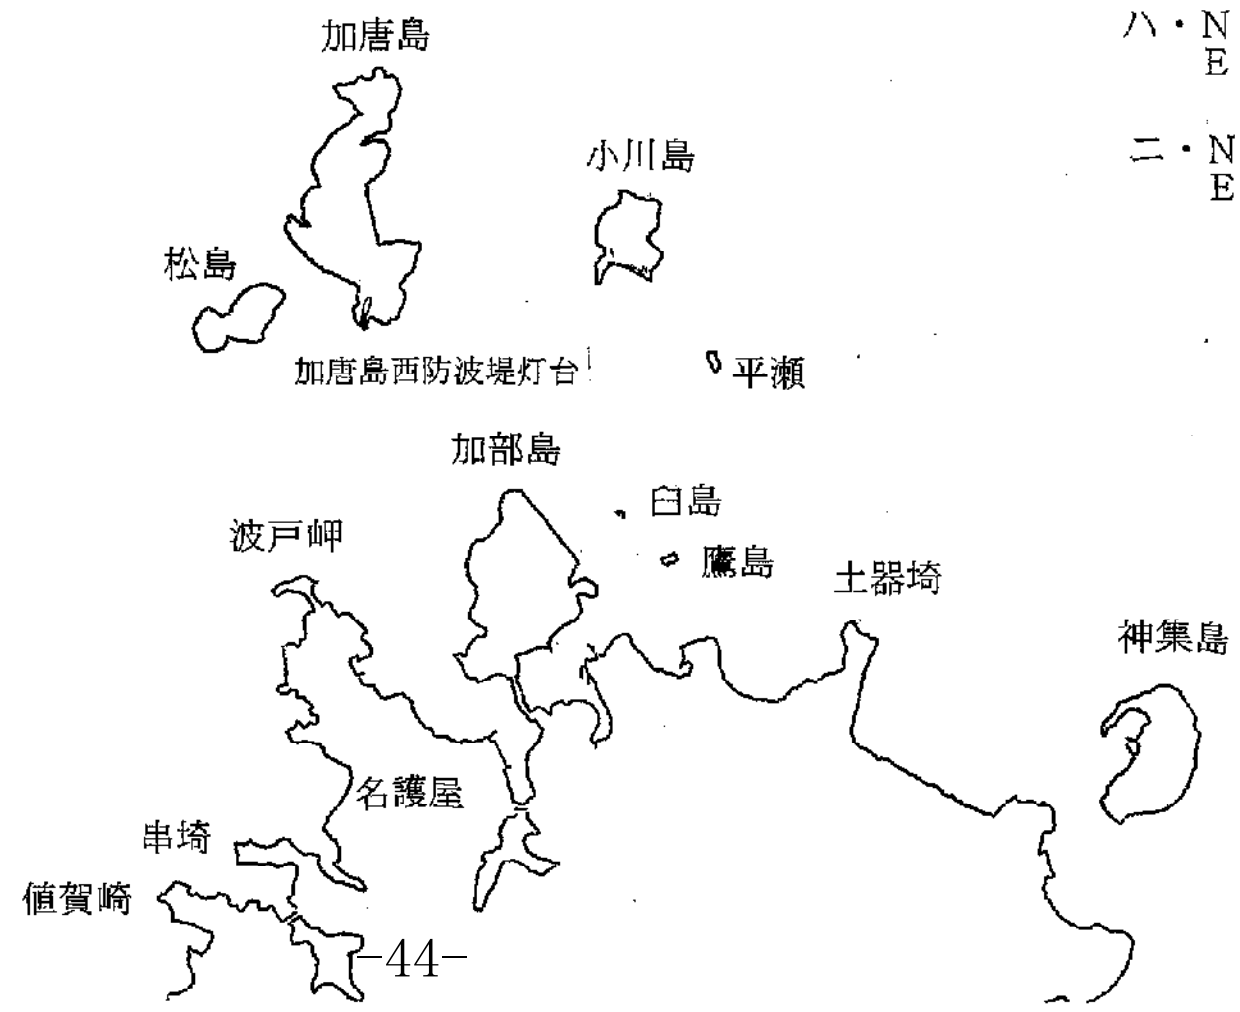 加唐島
ハ・N
E
小川島
ニ・N
E
松島
加唐島西防波堤灯台
平瀬
加部島
臼島
波戸岬
鷹島
土器埼
神集島
名護屋
串埼
値賀崎
-44-